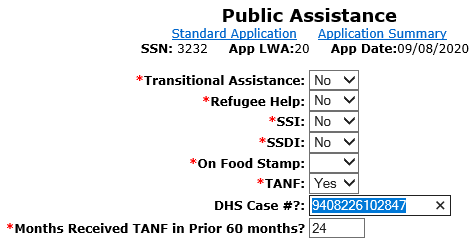 Public Assistance
Standard Application Application Summary
SSN: 3232 App LWA:20 App Date:09/08/2020
*Transitional Assistance: No
*Refugee Help: No
*SSI: No
*SSDI: No
*On Food Stamp:
*TANF: Yes
DHS Case #?: 9408226102847 ×
*Months Received TANF in Prior 60 months? 24